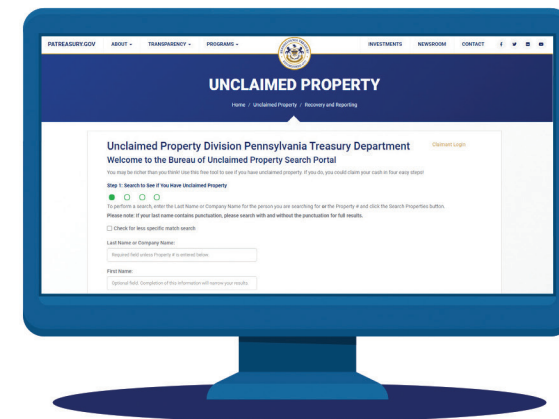 PATREASURY.GOV ABOUT TRANSPARENCY PROGRAMS INVESTMENTS NEWSROOM CONTACT
UNCLAIMED PROPERTY
Home / Unclaimed Property / Recovery and Reporting
Unclaimed Property Division Pennsylvania Treasury Department
Claimant Login
Welcome to the Bureau of Unclaimed Property Search Portal
You may be richer than you think! Use this free tool to see if you have unclaimed property. If you do, you could claim your cash in four easy steps!
Step 1: Search to See if You Have Unclaimed Property
To perform a search, enter the Last Name or Company Name for the person you are searching for or the Property # and click the Search Properties button.
Please note: If your last name contains punctuation, please search with and without the punctuation for full results.
Check for less specific match search
Last Name or Company Name:
Required field unless Property # is entered below.
First Name:
Optional field. Completion of this information will narrow your results.